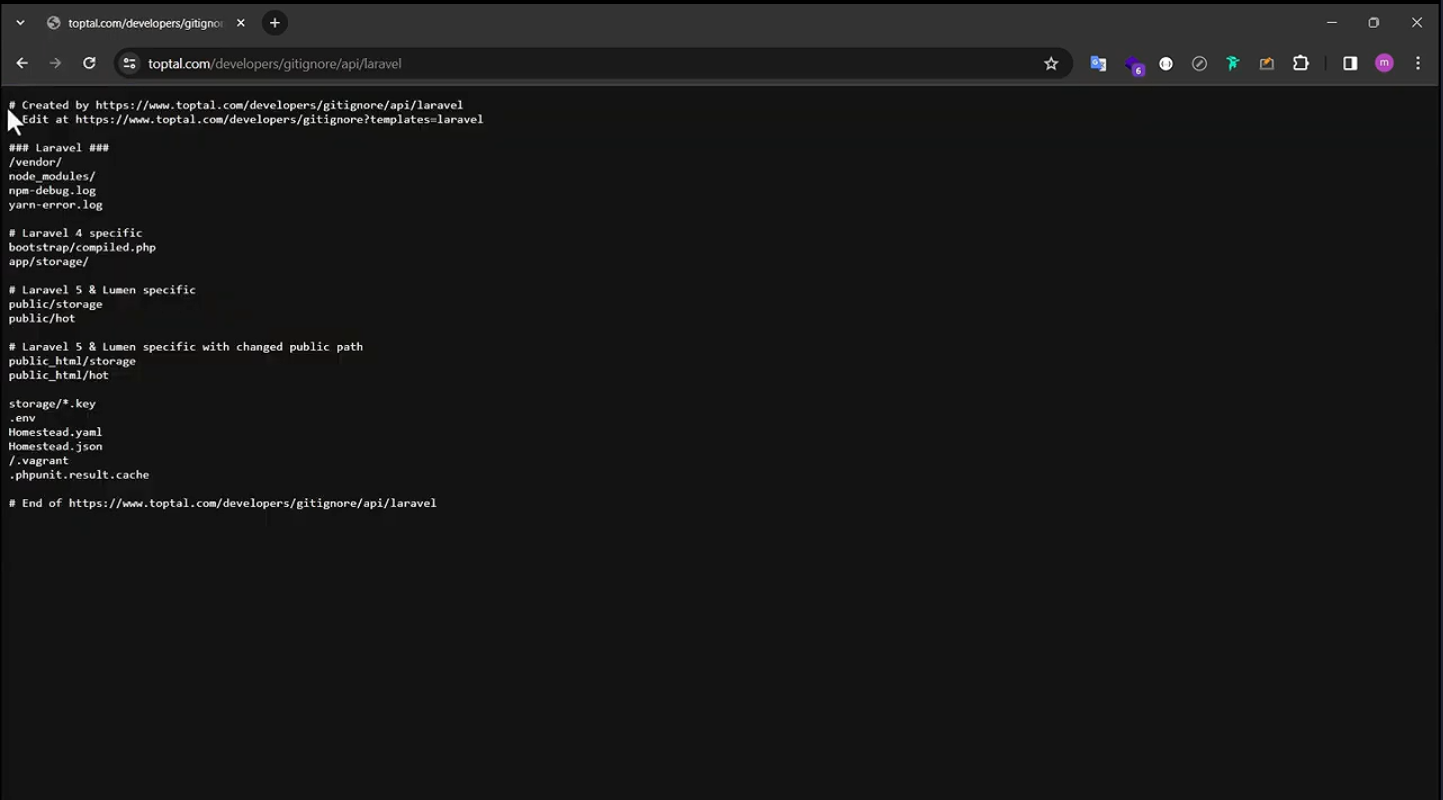 toptal.com/developers/gitigno
toptal.com/developers/gitignore/api/laravel
6
m
# Created by https://www.toptal.com/developers/gitignore/api/laravel
Edit at https://www.toptal.com/developers/gitignore?templates=laravel
### Laravel ###
/vendor/
node_modules/
npm-debug.log
yarn-error.log
# Laravel 4 specific
bootstrap/compiled.php
app/storage/
# Laravel 5 & Lumen specific
public/storage
public/hot
# Laravel 5 & Lumen specific with changed public path
public_html/storage
public_html/hot
storage/*.key
.env
Homestead.yaml
Homestead.json
/.vagrant
.phpunit.result.cache
# End of https://www.toptal.com/developers/gitignore/api/laravel